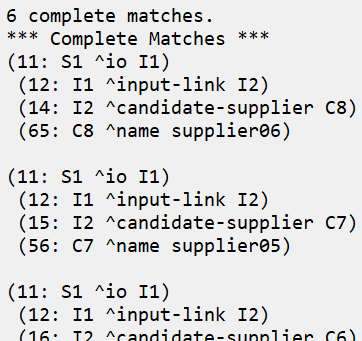 6 complete matches.
*** Complete Matches ***
(11: S1 ^io I1)
(12: I1 ^input-link I2)
(14: I2 ^candidate-supplier C8)
(65: C8 ^name supplier06)
(11: S1 ^io I1)
(12: I1 ^input-link I2)
(15: I2 ^candidate-supplier C7)
(56: C7 ^name supplier05)
(11: S1 ^io I1)
(12: I1 ^input-link I2)
(16: I2 ^candidate-supplier C6)